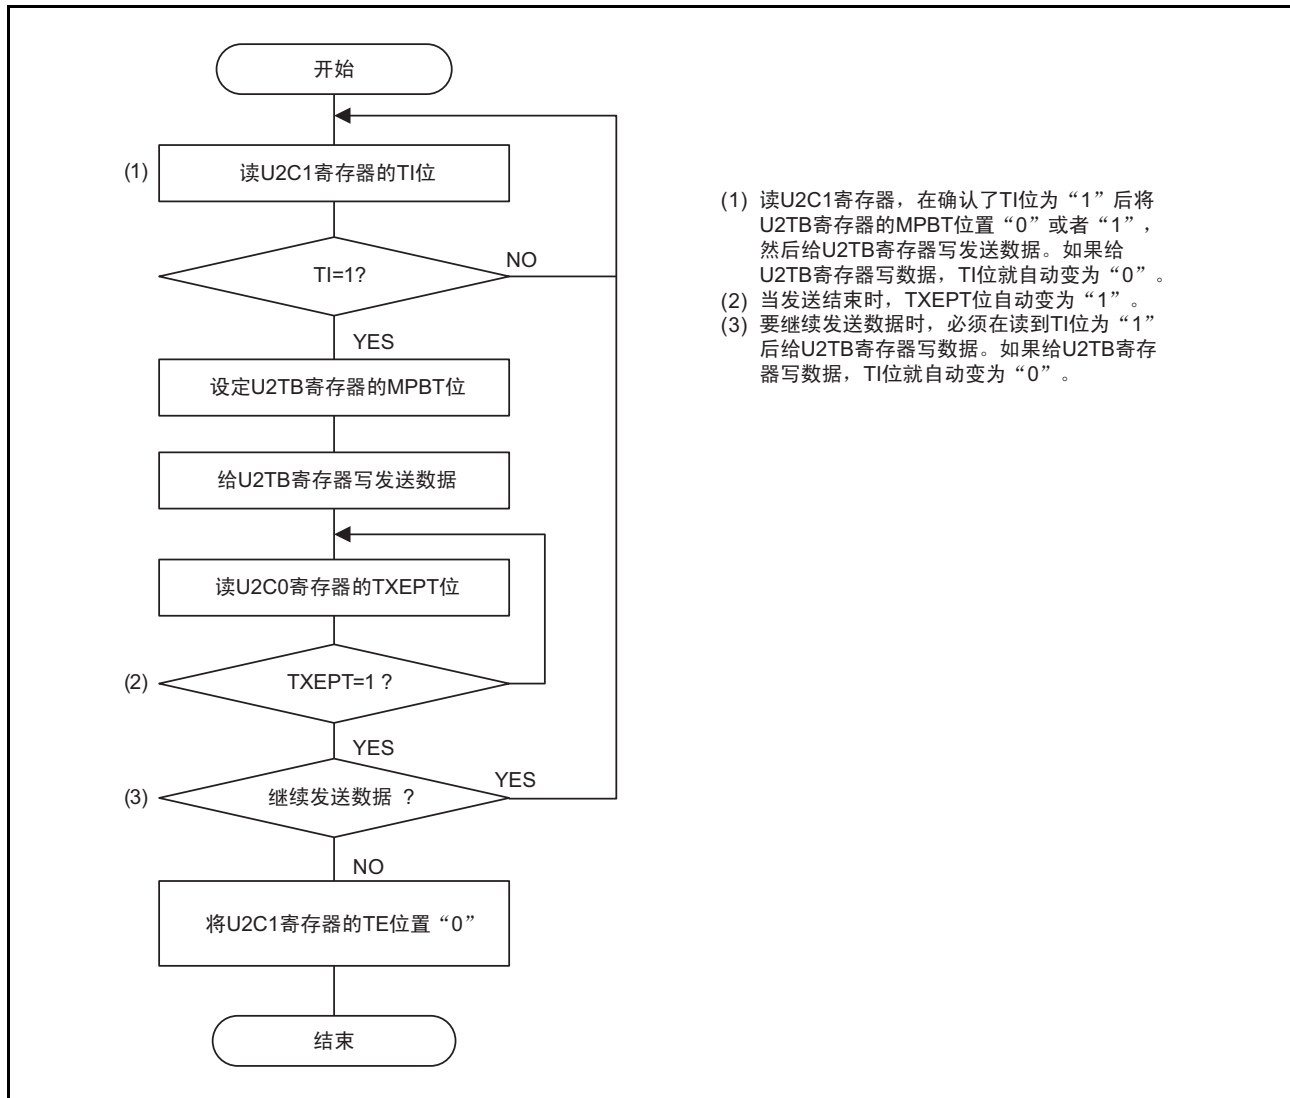 开始
(1) 读U2C1寄存器的TI位
TI=1?
NO
YES
设定U2TB寄存器的MPBT位
给U2TB寄存器写发送数据
读U2C0寄存器的TXEPT位
(2) TXEPT=1 ?
YES
(3) 继续发送数据 ?
YES
NO
将U2C1寄存器的TE位置“0”
结束
(1) 读U2C1寄存器，在确认了TI位为“1”后将
U2TB寄存器的MPBT位置“0”或者“1”，
然后给U2TB寄存器写发送数据。如果给
U2TB寄存器写数据，TI位就自动变为“0”。
(2) 当发送结束时，TXEPT位自动变为“1”。
(3) 要继续发送数据时，必须在读到TI位为“1”
后给U2TB寄存器写数据。如果给U2TB寄存
器写数据，TI位就自动变为“0”。